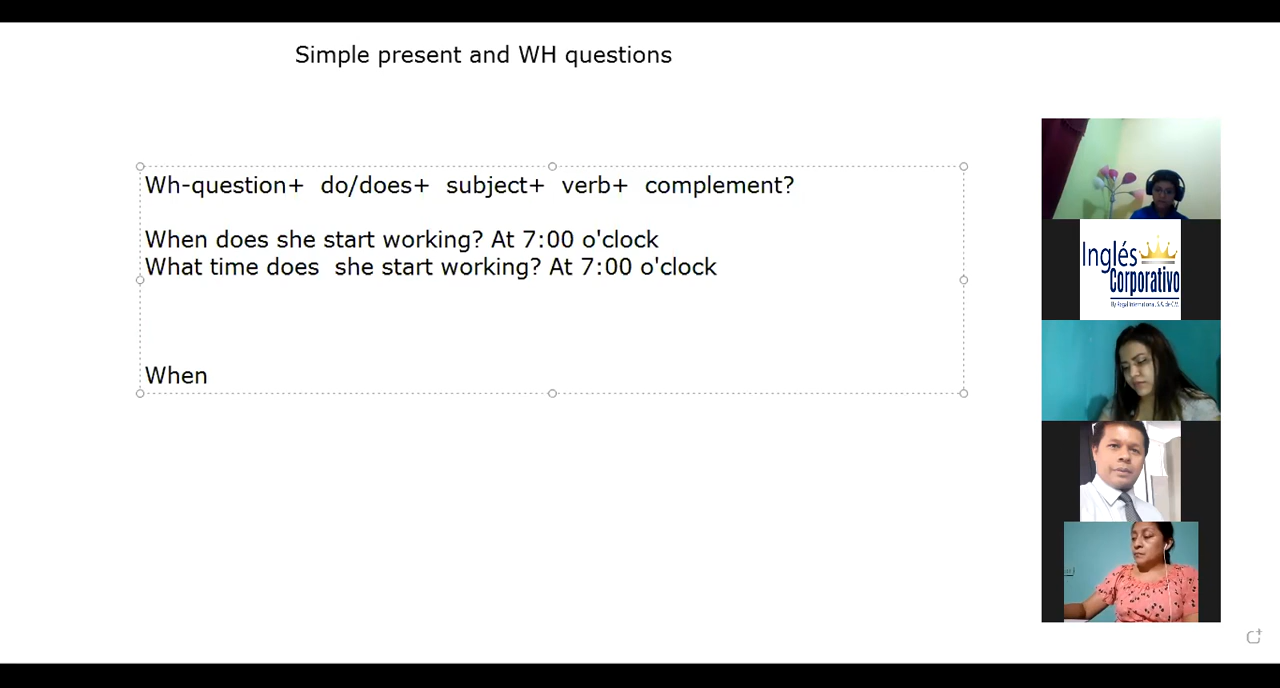 Simple present and WH questions
Wh-question+ do/does+ subject+ verb+ complement?
When does she start working? At 7:00 o'clock
What time does she start working? At 7:00 o'clock
When
Inglés
Corporativo